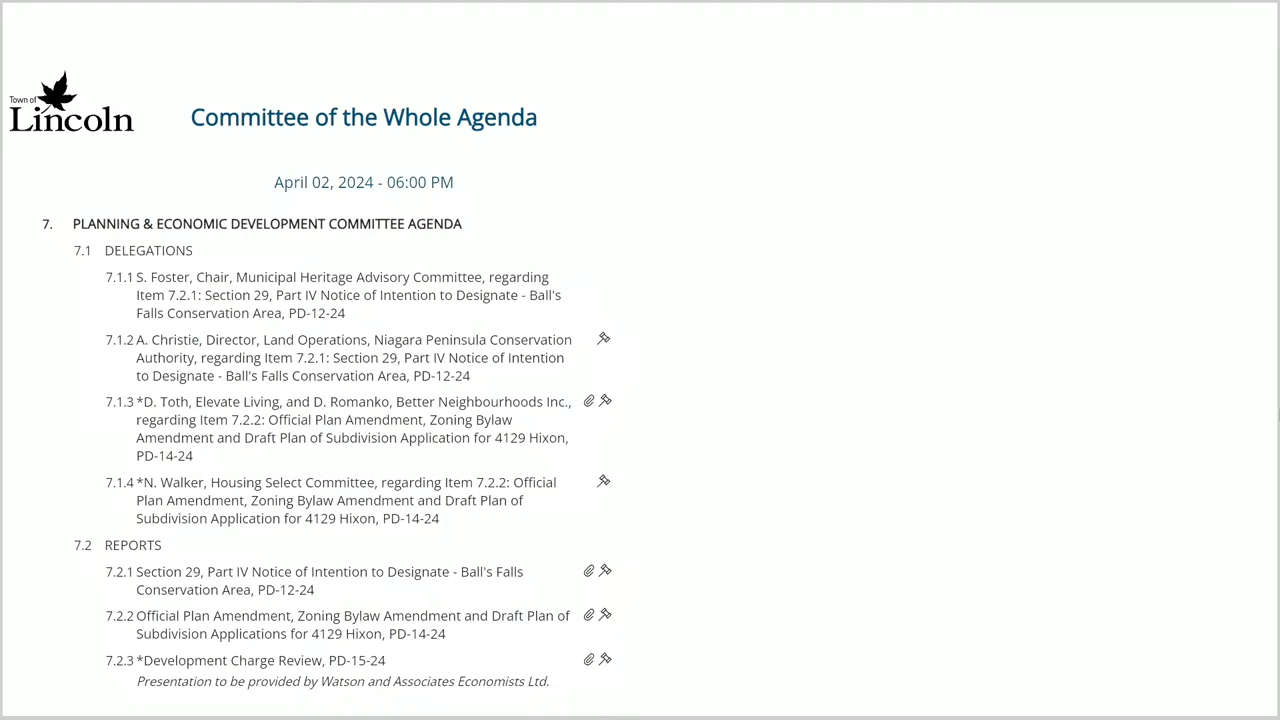 Town of
Lincoln
Committee of the Whole Agenda
April 02, 2024 - 06:00 PM
7. PLANNING & ECONOMIC DEVELOPMENT COMMITTEE AGENDA
7.1 DELEGATIONS
7.1.1 S. Foster, Chair, Municipal Heritage Advisory Committee, regarding
Item 7.2.1: Section 29, Part IV Notice of Intention to Designate - Ball's
Falls Conservation Area, PD-12-24
7.1.2 A. Christie, Director, Land Operations, Niagara Peninsula Conservation
Authority, regarding Item 7.2.1: Section 29, Part IV Notice of Intention
to Designate - Ball's Falls Conservation Area, PD-12-24
7.1.3 *D. Toth, Elevate Living, and D. Romanko, Better Neighbourhoods Inc.,
regarding Item 7.2.2: Official Plan Amendment, Zoning Bylaw
Amendment and Draft Plan of Subdivision Application for 4129 Hixon,
PD-14-24
7.1.4 *N. Walker, Housing Select Committee, regarding Item 7.2.2: Official
Plan Amendment, Zoning Bylaw Amendment and Draft Plan of
Subdivision Application for 4129 Hixon, PD-14-24
7.2 REPORTS
7.2.1 Section 29, Part IV Notice of Intention to Designate - Ball's Falls
Conservation Area, PD-12-24
7.2.2 Official Plan Amendment, Zoning Bylaw Amendment and Draft Plan of
Subdivision Applications for 4129 Hixon, PD-14-24
7.2.3 *Development Charge Review, PD-15-24
Presentation to be provided by Watson and Associates Economists Ltd.